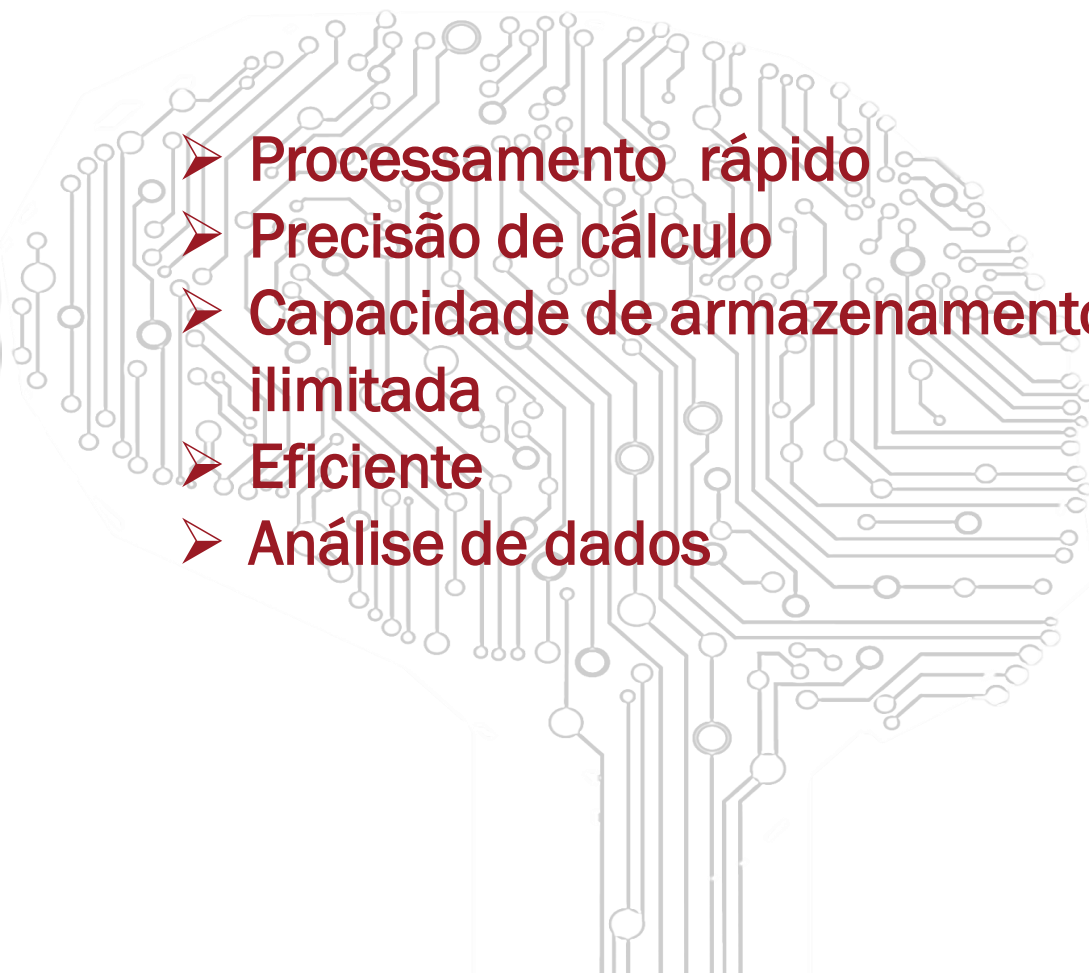 ➢ Processamento rápido
➢ Precisão de cálculo
➢ Capacidade de armazenamento
ilimitada
➢ Eficiente
➢ Análise de dados